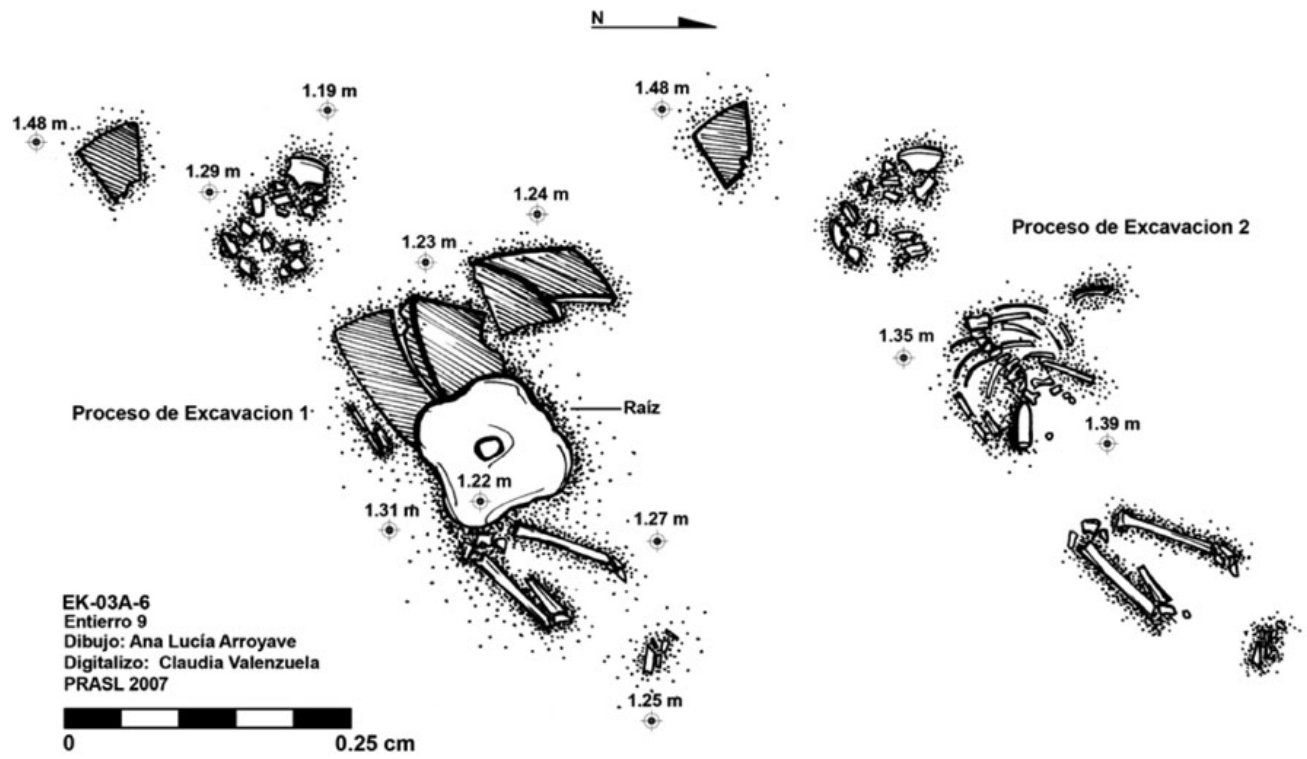 N
1.19 m
1.48 m
1.48 m
1.29 m
1.24 m
1.23 m
Proceso de Excavacion 2
1.35 m
Proceso de Excavacion 1
Raíz
1.39 m
1.22 m
1.31 m
1.27 m
EK-03A-6
Entierro 9
Dibujo: Ana Lucía Arroyave
Digitalizo: Claudia Valenzuela
PRASL 2007
1.25 m
0
0.25 cm